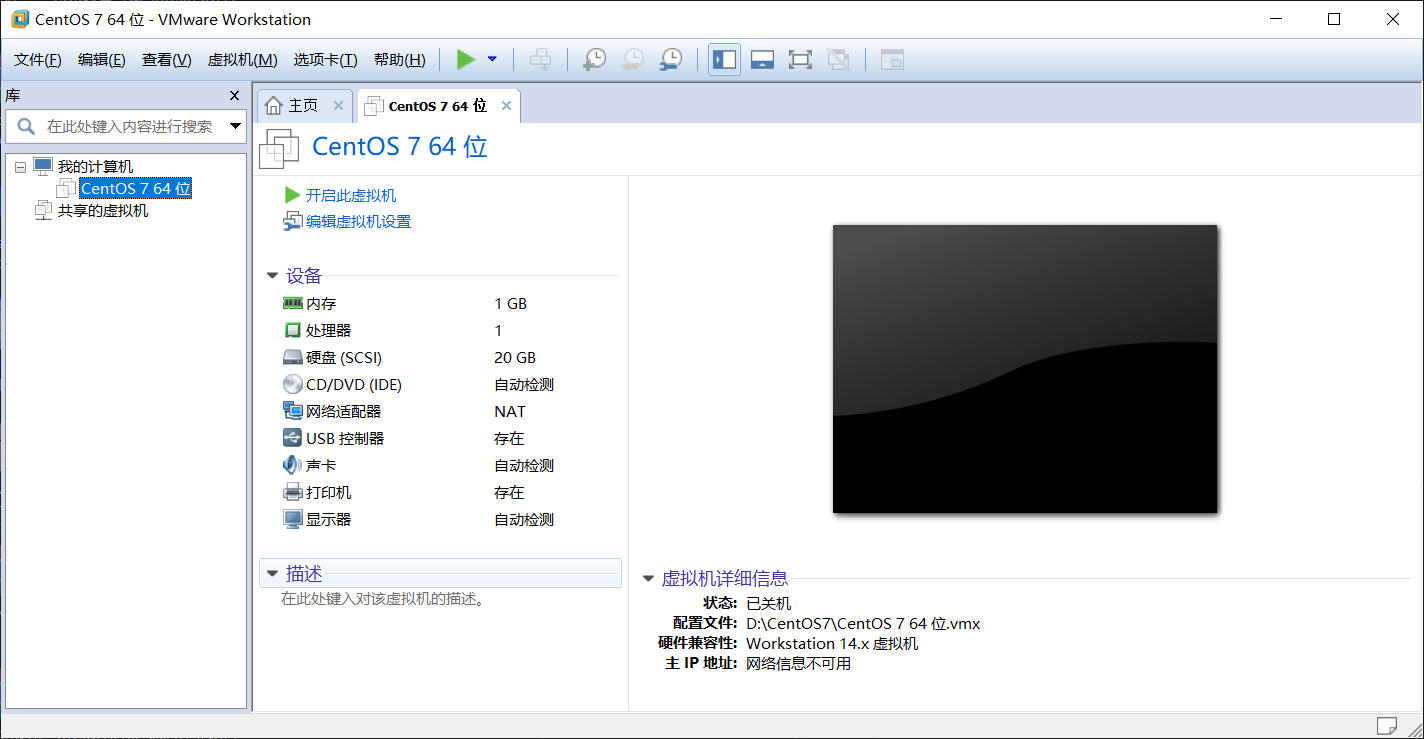 CentOS 7 64 位 - VMware Workstation
文件(F) 编辑(E) 查看(V) 虚拟机(M) 选项卡(T) 帮助(H)
库
在此处键入内容进行搜索
我的计算机
CentOS 7 64 位
共享的虚拟机
主页
CentOS 7 64 位
CentOS 7 64 位
开启此虚拟机
编辑虚拟机设置
设备
内存 1 GB
处理器 1
硬盘 (SCSI) 20 GB
CD/DVD (IDE) 自动检测
网络适配器 NAT
USB 控制器 存在
声卡 自动检测
打印机 存在
显示器 自动检测
描述
在此处键入对该虚拟机的描述。
虚拟机详细信息
状态: 已关机
配置文件: D:\CentOS7\CentOS 7 64 位.vmx
硬件兼容性: Workstation 14.x 虚拟机
主 IP 地址: 网络信息不可用